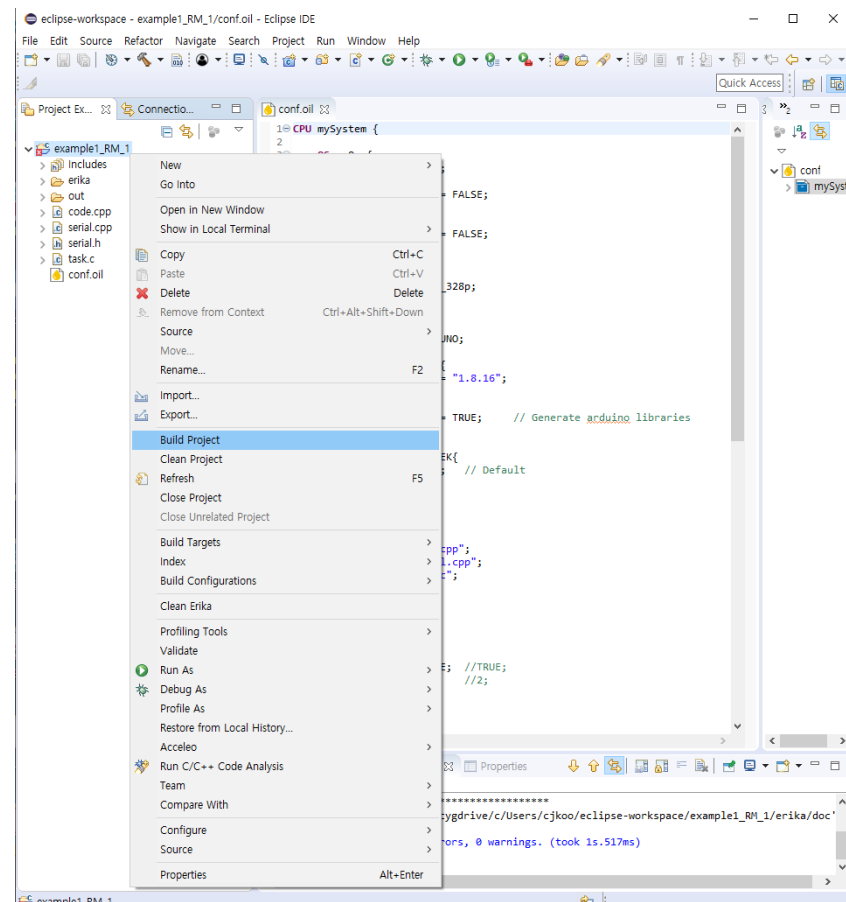 eclipse-workspace - example1_RM_1/conf.oil - Eclipse IDE
File Edit Source Refactor Navigate Search Project Run Window Help
Quick Access
Project Ex... Connectio...
conf.oil
2
1 CPU mySystem {
2
example1_RM_1
Includes
erika
out
code.cpp
serial.cpp
serial.h
task.c
conf.oil
New
Go Into
Open in New Window
Show in Local Terminal
Copy Ctrl+C
Paste Ctrl+V
Delete Delete
Remove from Context Ctrl+Alt+Shift+Down
Source
Move...
Rename... F2
Import...
Export...
Build Project
Clean Project
Refresh F5
Close Project
Close Unrelated Project
Build Targets
Index
Build Configurations
Clean Erika
Profiling Tools
Validate
Run As
Debug As
Profile As
Restore from Local History...
Acceleo
Run C/C++ Code Analysis
Team
Compare With
Configure
Source
Properties Alt+Enter
;
= FALSE;
= FALSE;
_328p;
UNO;
{
= "1.8.16";
= TRUE; // Generate arduino libraries
EK{
; // Default
cpp";
l.cpp";
c";
E; //TRUE;
//2;
conf
mySyst
Properties
******************
cygdrive/c/Users/cjkoo/eclipse-workspace/example1_RM_1/erika/doc'
rors, 0 warnings. (took 1s.517ms)
example1_RM_1